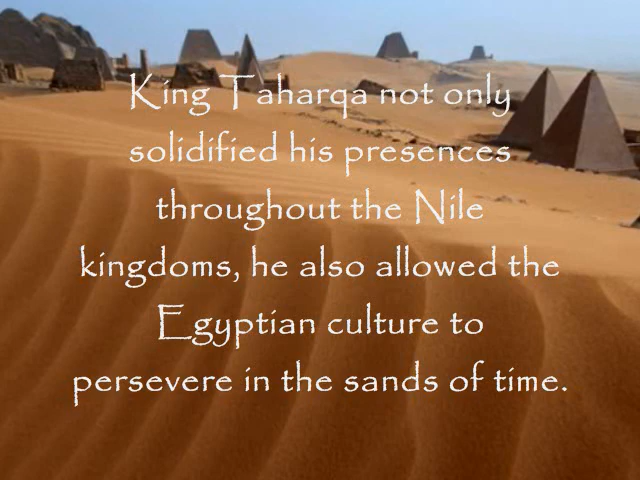 King Taharqa not only
solidified his presences
throughout the Nile
kingdoms, he also allowed the
Egyptian culture to
persevere in the sands of time.